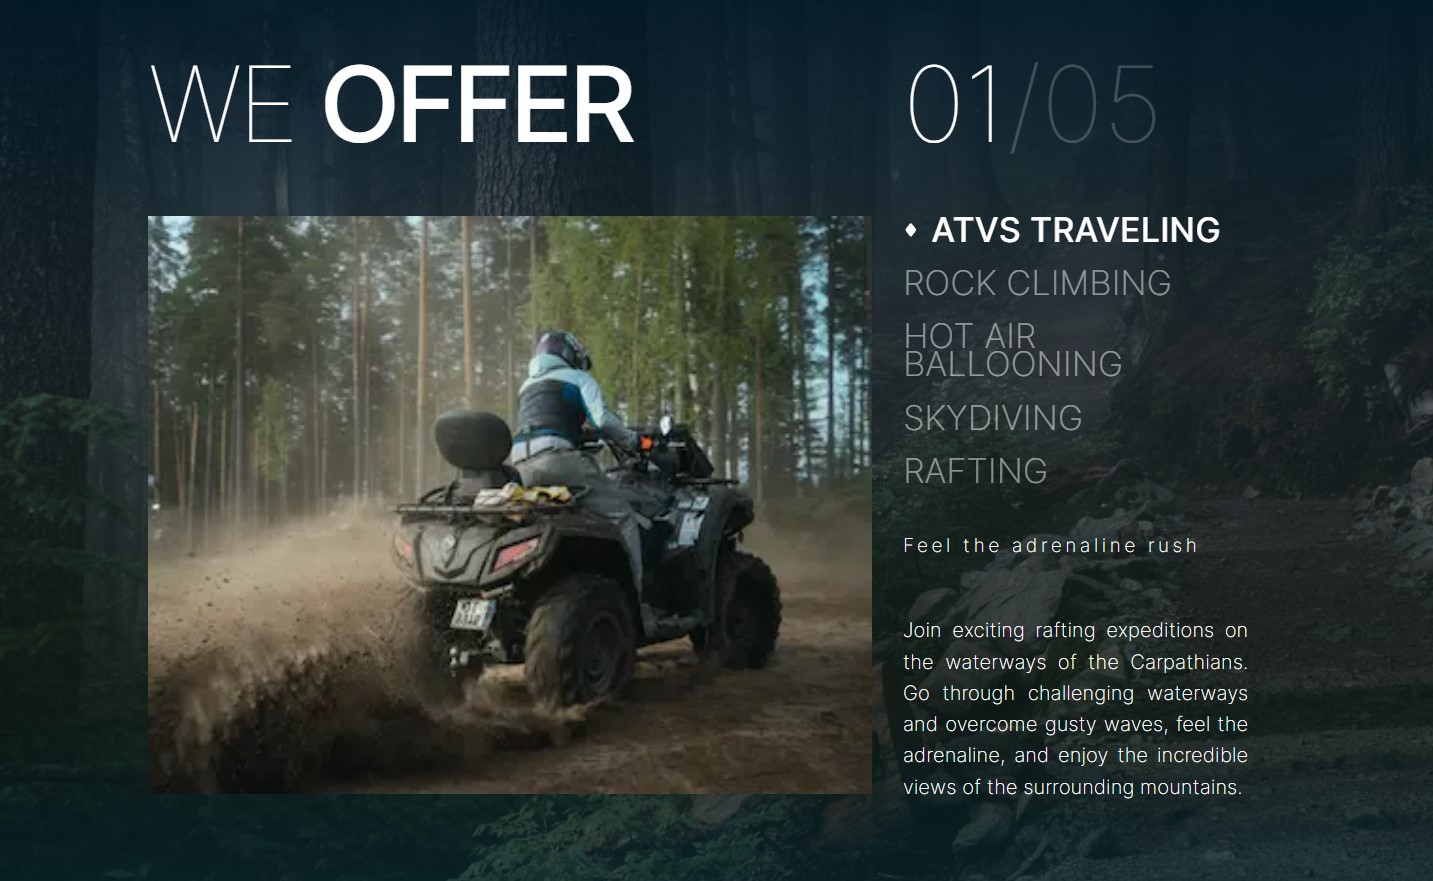 WE OFFER
01/05
ATVS TRAVELING
ROCK CLIMBING
HOT AIR
BALLOONING
SKYDIVING
RAFTING
Feel the adrenaline rush
Join exciting rafting expeditions on
the waterways of the Carpathians.
Go through challenging waterways
and overcome gusty waves, feel the
adrenaline, and enjoy the incredible
views of the surrounding mountains.